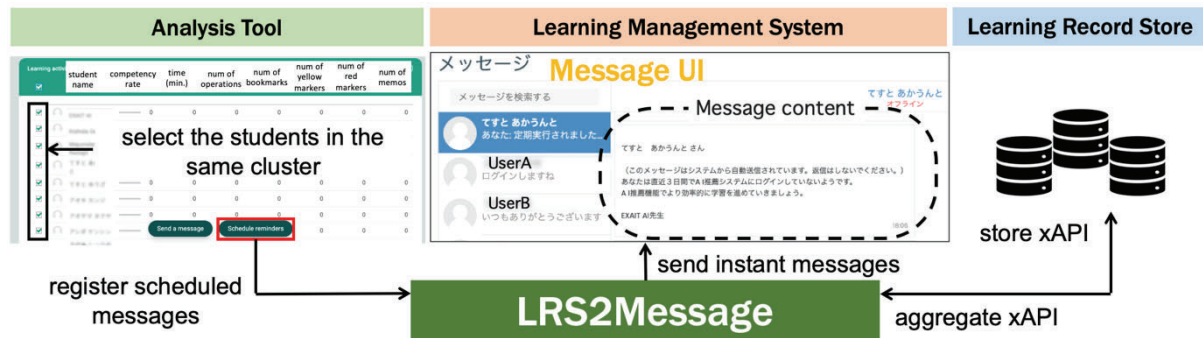 Analysis Tool
Learning Management System
Learning Record Store
student name
competency rate
time (min.)
num of operations
num of bookmarks
num of yellow markers
num of red markers
num of memos
select the students in the
same cluster
Send a message
Schedule reminders
メッセージ
Message UI
メッセージを検索する
てすと あかうんと
あなた: 定期実行されました...
UserA
ログインしますね
UserB
いつもありがとうございます
てすと あかうんと
オフライン
Message content
てすと あかうんと さん
(このメッセージはシステムから自動送信されています。返信はしないでください。)
あなたは直近3日間でAI推薦システムにログインしていないようです。
AI推薦機能でより効率的に学習を進めていきましょう。
EXAIT AI先生
store xAPI
send instant messages
register scheduled
messages
LRS2Message
aggregate xAPI